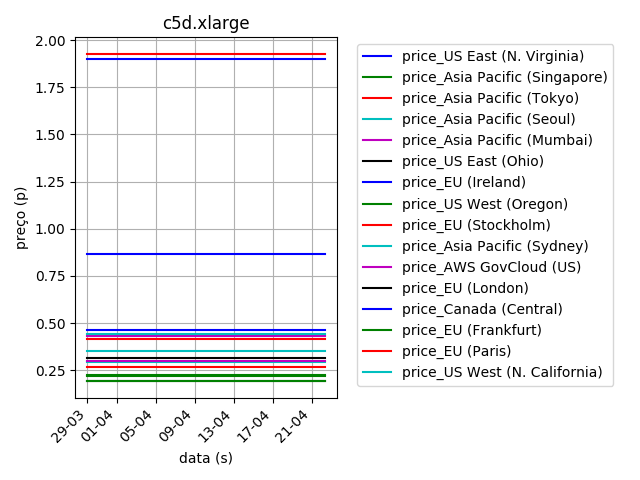 c5d.xlarge
2.00
1.75
1.50
1.25
1.00
0.75
0.50
0.25
preço (p)
29-03
01-04
05-04
09-04
13-04
17-04
21-04
data (s)
price_US East (N. Virginia)
price_Asia Pacific (Singapore)
price_Asia Pacific (Tokyo)
price_Asia Pacific (Seoul)
price_Asia Pacific (Mumbai)
price_US East (Ohio)
price_EU (Ireland)
price_US West (Oregon)
price_EU (Stockholm)
price_Asia Pacific (Sydney)
price_AWS GovCloud (US)
price_EU (London)
price_Canada (Central)
price_EU (Frankfurt)
price_EU (Paris)
price_US West (N. California)